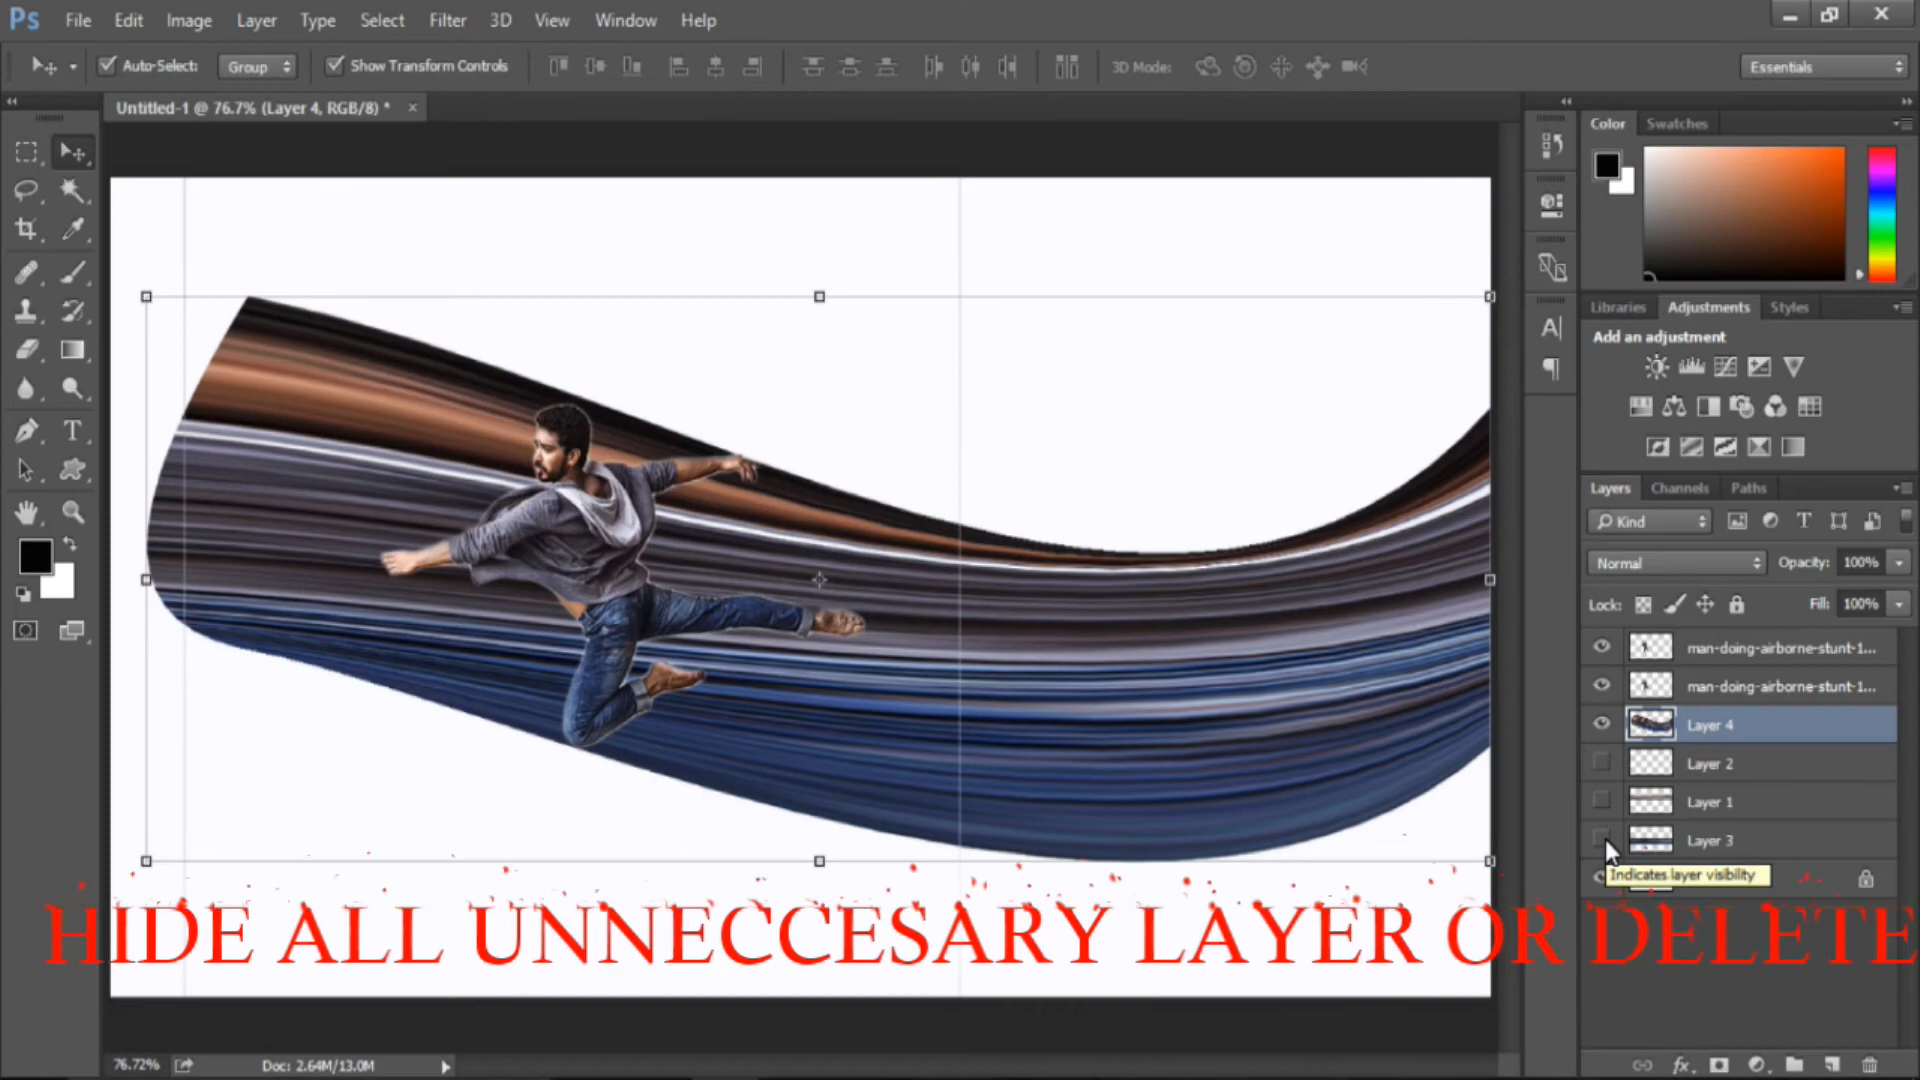 Ps File Edit Image Layer Type Select Filter 3D View Window Help
Auto-Select: Group Show Transform Controls 3D Mode: Essentials
Untitled-1 @ 76.7% (Layer 4, RGB/8) * ×
Color Swatches
Libraries Adjustments Styles
Add an adjustment
Layers Channels Paths
Kind
Normal Opacity: 100%
Lock: Fill: 100%
man-doing-airborne-stunt-1...
man-doing-airborne-stunt-1...
Layer 4
Layer 2
Layer 1
Layer 3
Indicates layer visibility
HIDE ALL UNNECCESARY LAYER OR DELETE
76.72% Doc: 2.64M/13.0M